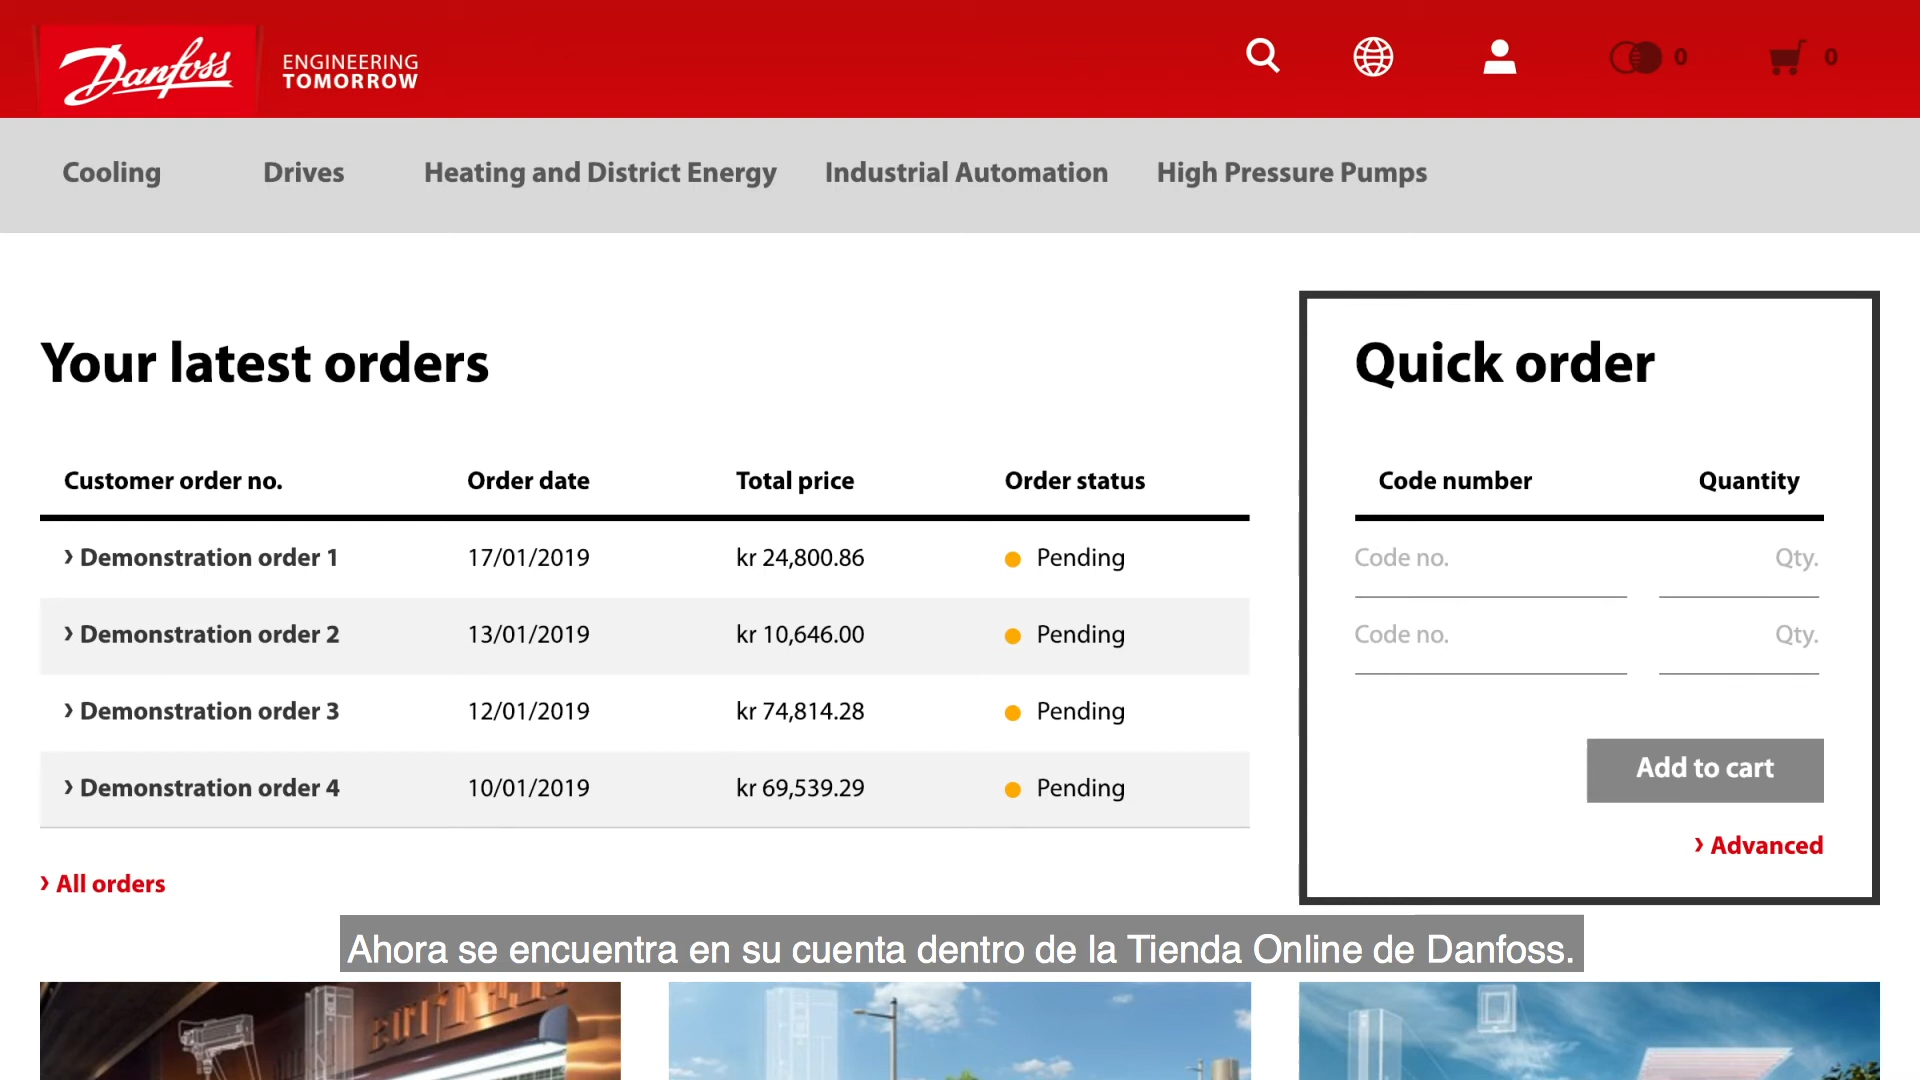 Danfoss
ENGINEERING
TOMORROW
0
0
Cooling
Drives
Heating and District Energy
Industrial Automation
High Pressure Pumps
Your latest orders
Customer order no. Order date Total price Order status
› Demonstration order 1 17/01/2019 kr 24,800.86 Pending
› Demonstration order 2 13/01/2019 kr 10,646.00 Pending
› Demonstration order 3 12/01/2019 kr 74,814.28 Pending
› Demonstration order 4 10/01/2019 kr 69,539.29 Pending
› All orders
Quick order
Code number Quantity
Code no. Qty.
Code no. Qty.
Add to cart
› Advanced
Ahora se encuentra en su cuenta dentro de la Tienda Online de Danfoss.